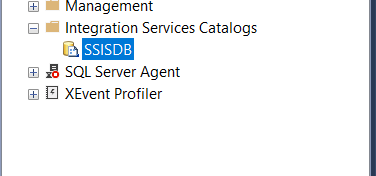 Management
Integration Services Catalogs
SSISDB
SQL Server Agent
XEvent Profiler